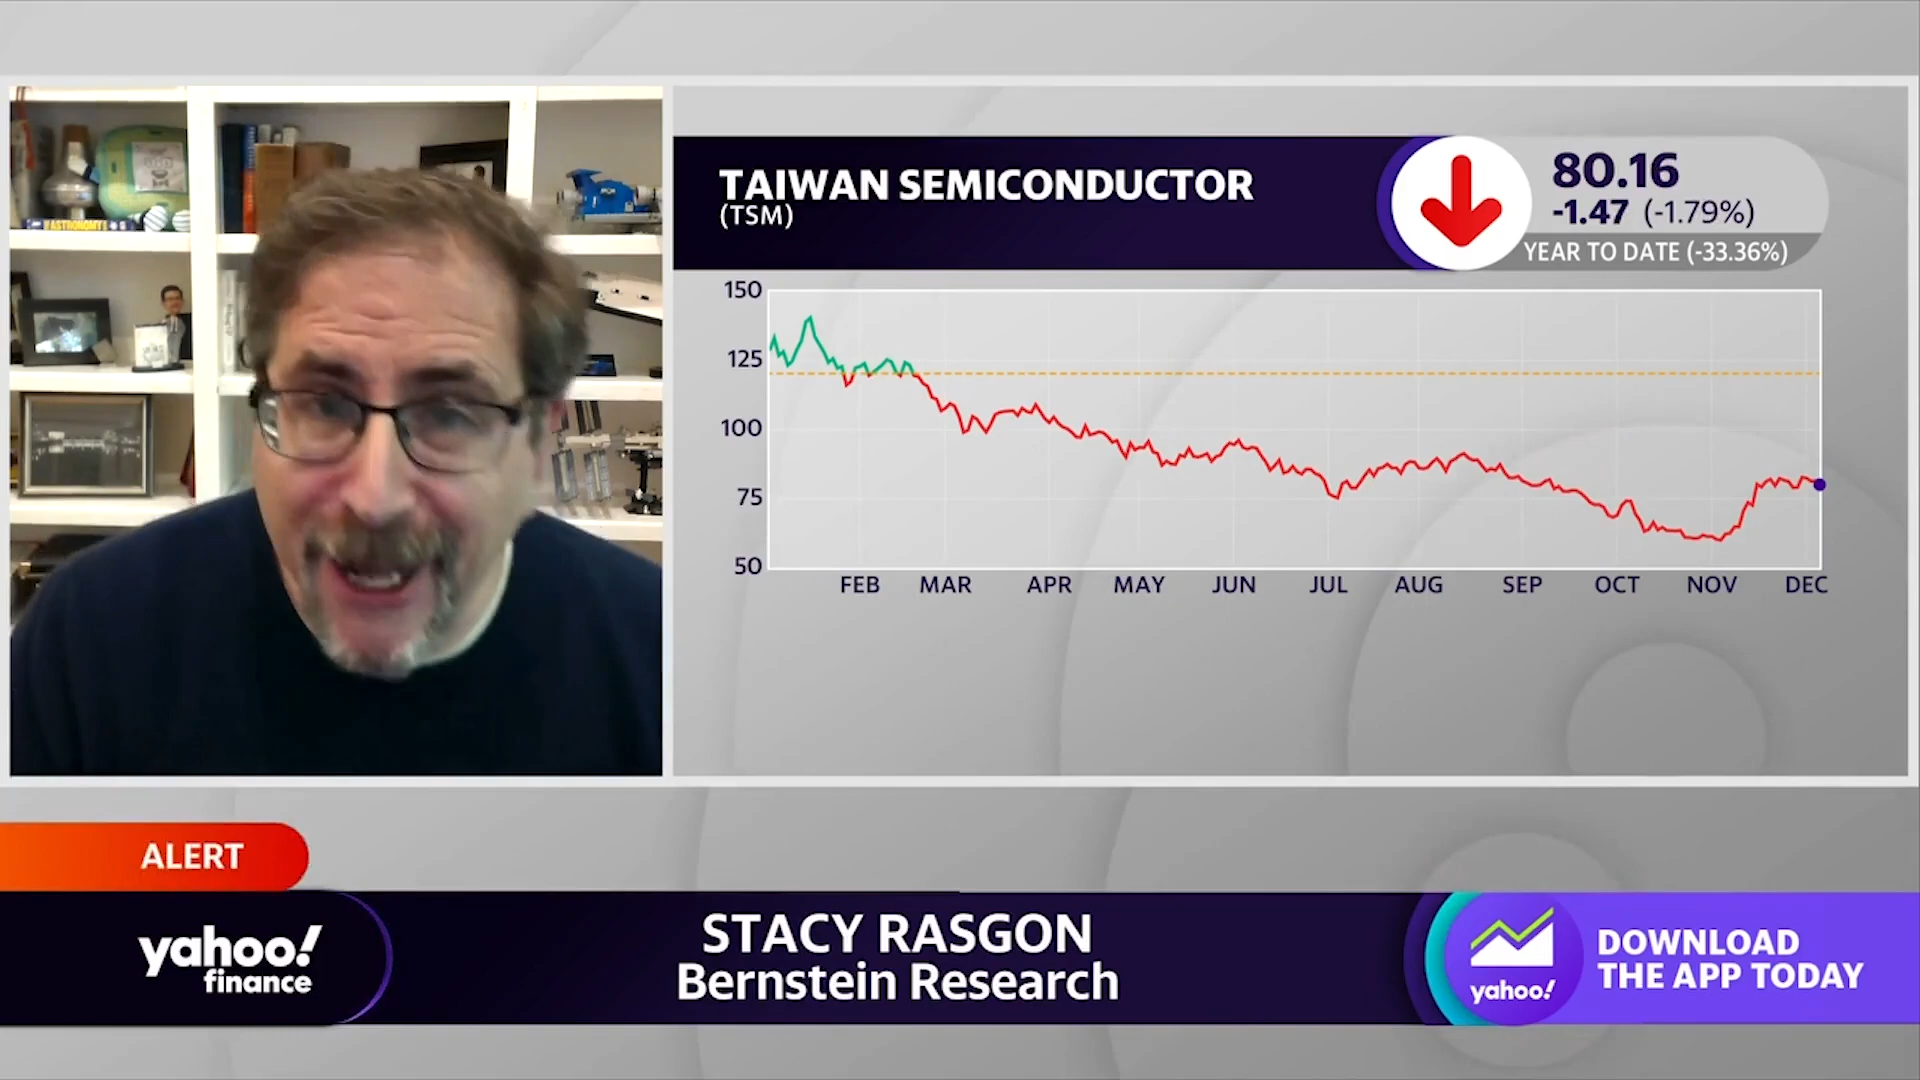 ASTRONOMY
TAIWAN SEMICONDUCTOR
(TSM)
80.16
-1.47 (-1.79%)
YEAR TO DATE (-33.36%)
150
125
100
75
50
FEB MAR APR MAY JUN JUL AUG SEP OCT NOV DEC
ALERT
yahoo!
finance
STACY RASGON
Bernstein Research
yahoo!
DOWNLOAD
THE APP TODAY